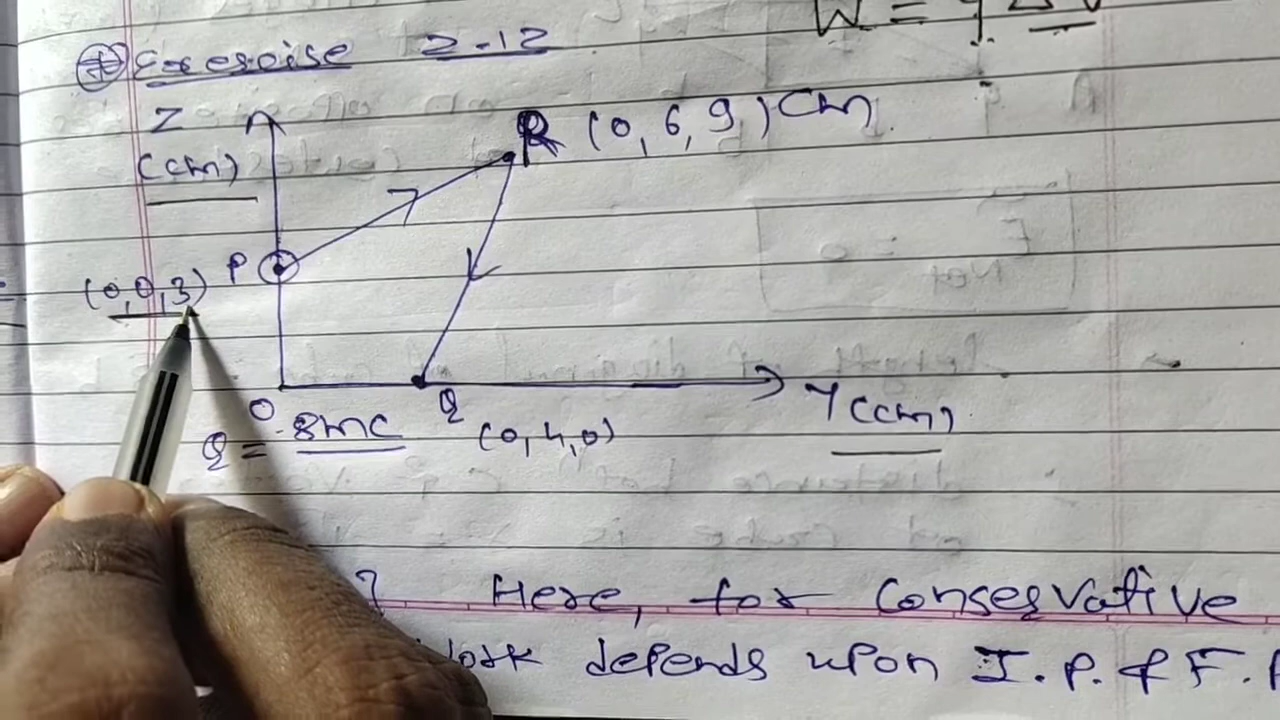 W = q ΔV
Exercise 2.12
Z
(cm)
R (0, 6, 9) cm
P
(0,0,3)
O
Q
Y (cm)
Q = 8mc
(0,4,0)
? Here, for Conservative
work depends upon I.P. & F.P